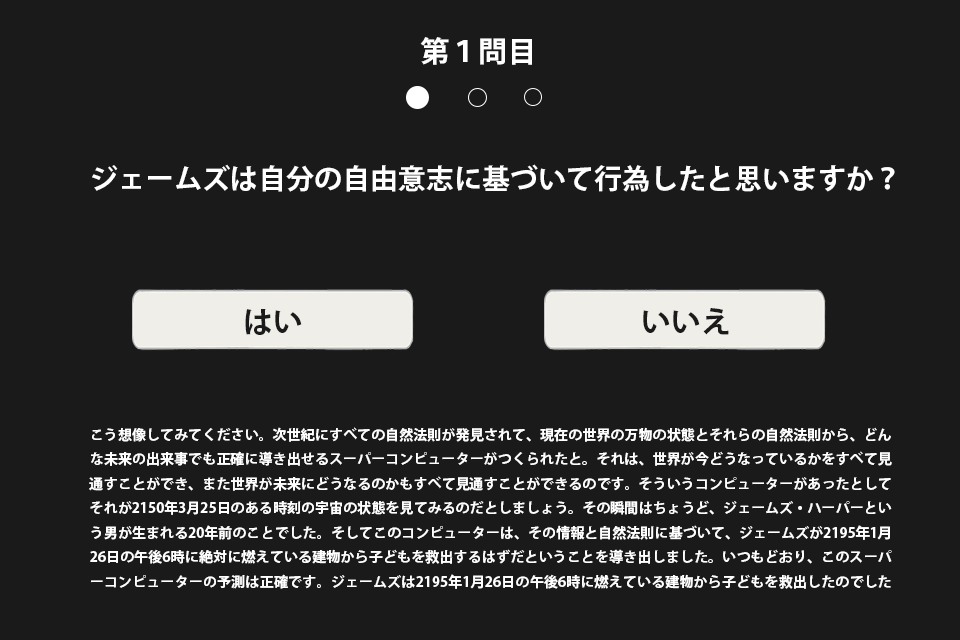 第１問目
ジェームズは自分の自由意志に基づいて行為したと思いますか？
はい
いいえ
こう想像してみてください。次世紀にすべての自然法則が発見されて、現在の世界の万物の状態とそれらの自然法則から、どん
な未来の出来事でも正確に導き出せるスーパーコンピューターがつくられたと。それは、世界が今どうなっているかをすべて見
通すことができ、また世界が未来にどうなるのかもすべて見通すことができるのです。そういうコンピューターがあったとして
それが2150年3月25日のある時刻の宇宙の状態を見てみるのだとしましょう。その瞬間はちょうど、ジェームズ・ハーパーとい
う男が生まれる20年前のことでした。そしてこのコンピューターは、その情報と自然法則に基づいて、ジェームズが2195年1月
26日の午後6時に絶対に燃えている建物から子どもを救出するはずだということを導き出しました。いつもどおり、このスーパ
ーコンピューターの予測は正確です。ジェームズは2195年1月26日の午後6時に燃えている建物から子どもを救出したのでした